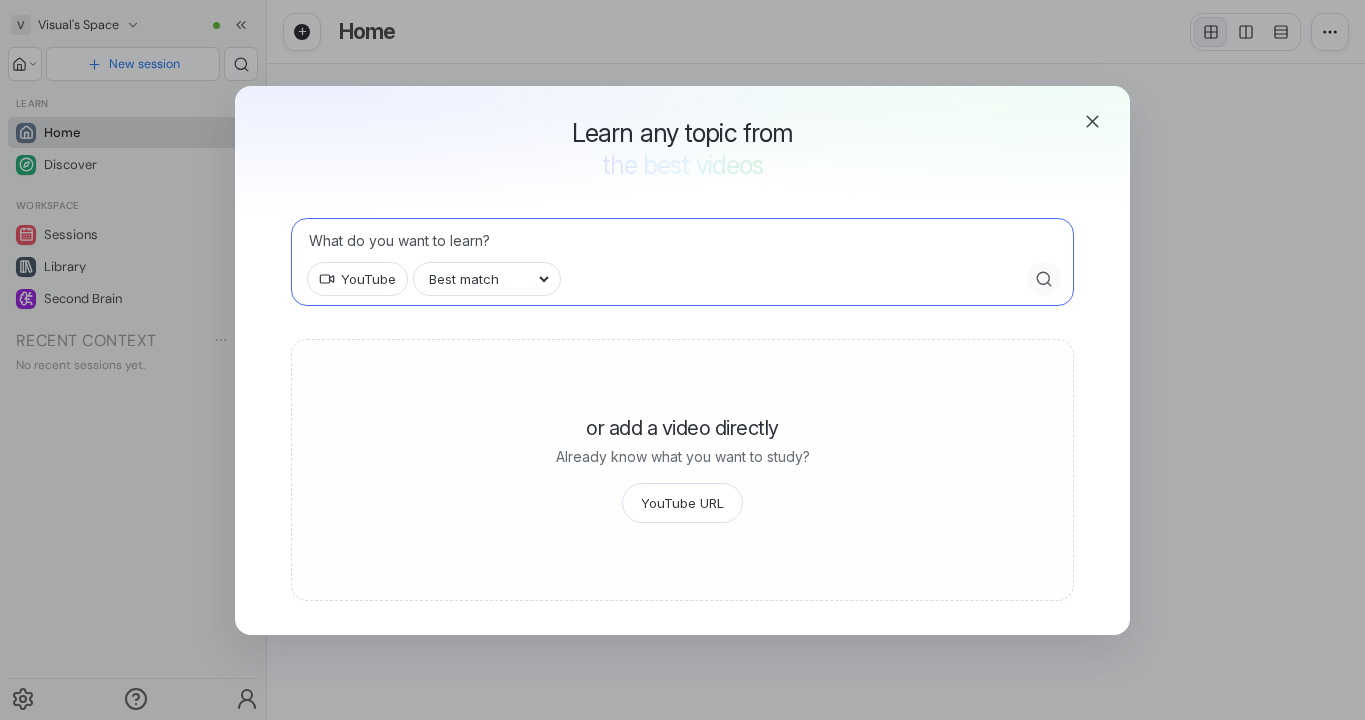 V Visual's Space
Home
New session
LEARN
Home
Discover
WORKSPACE
Sessions
Library
Second Brain
RECENT CONTEXT
No recent sessions yet.
Learn any topic from
the best videos
What do you want to learn?
YouTube Best match
or add a video directly
Already know what you want to study?
YouTube URL